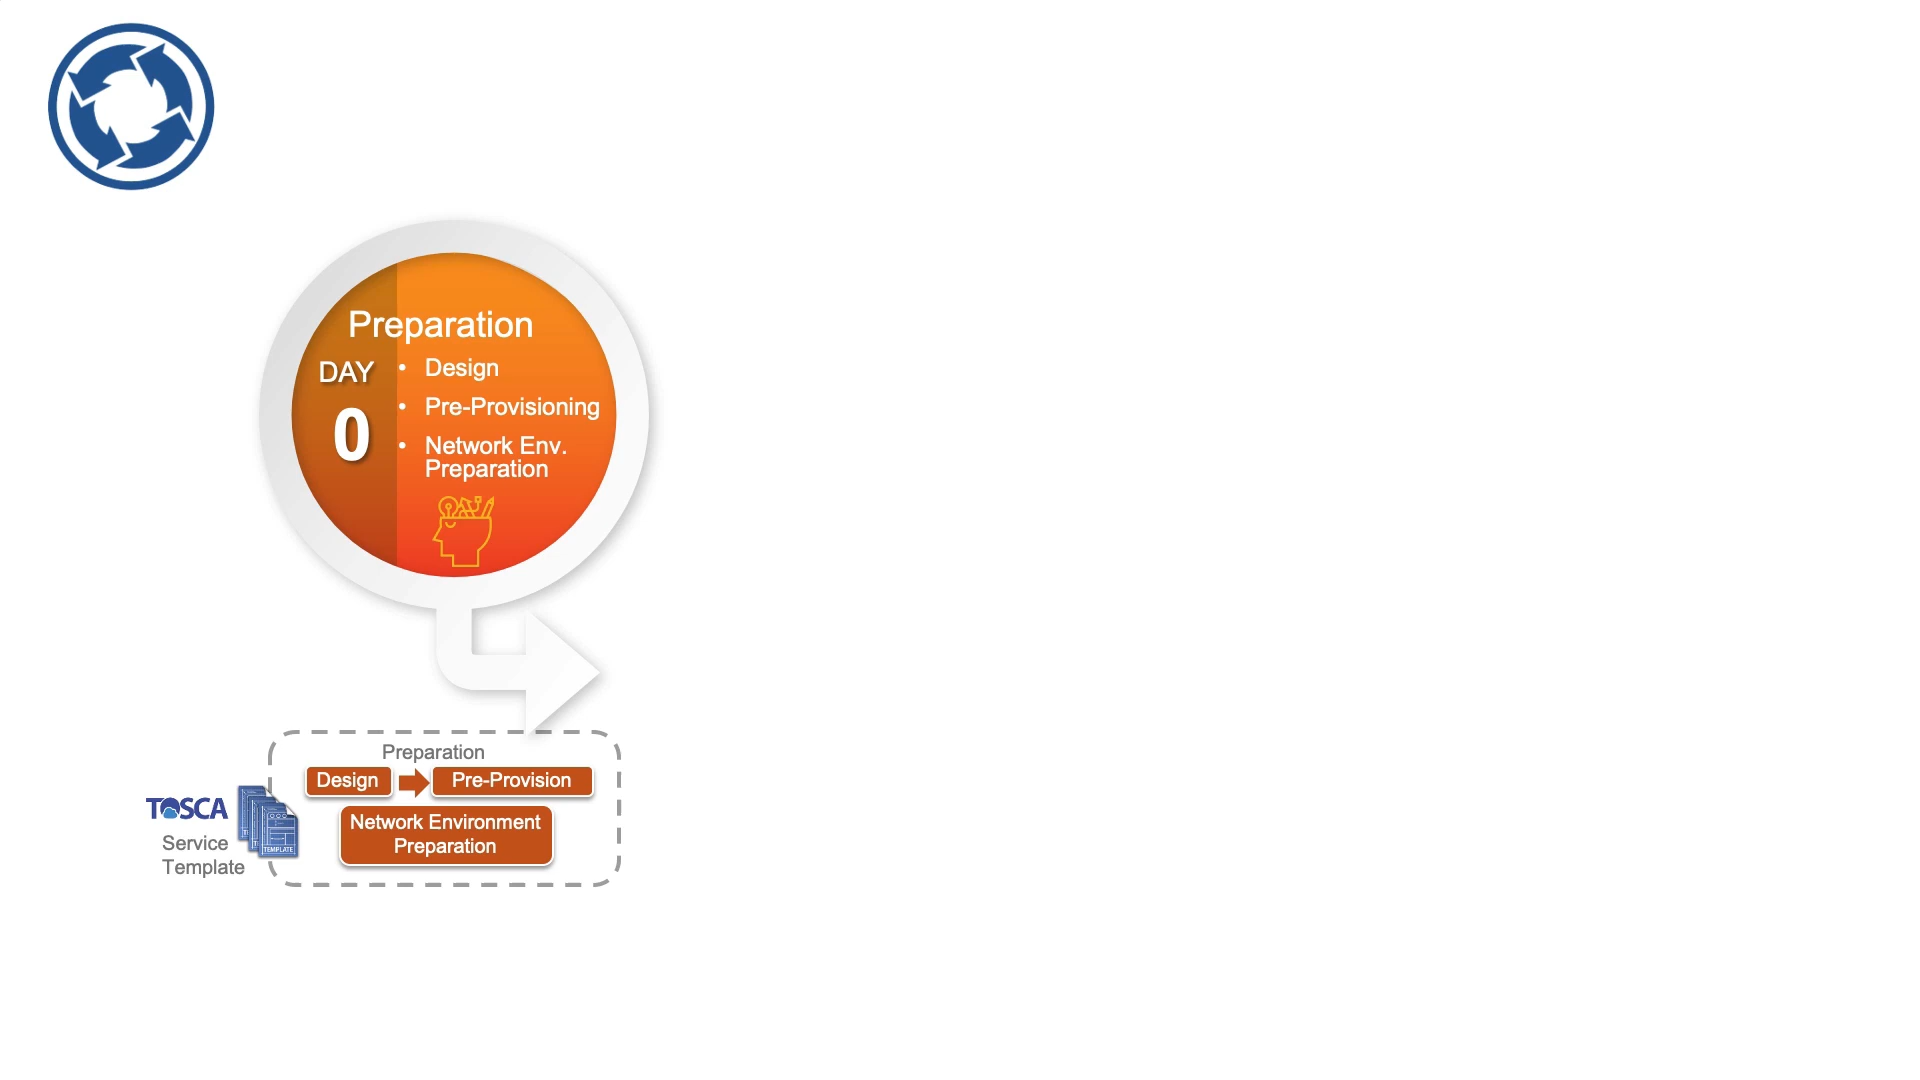 Preparation
DAY
0
• Design
• Pre-Provisioning
• Network Env.
Preparation
Preparation
Design
Pre-Provision
Network Environment
Preparation
TOSCA
Service
Template
TEMPLATE